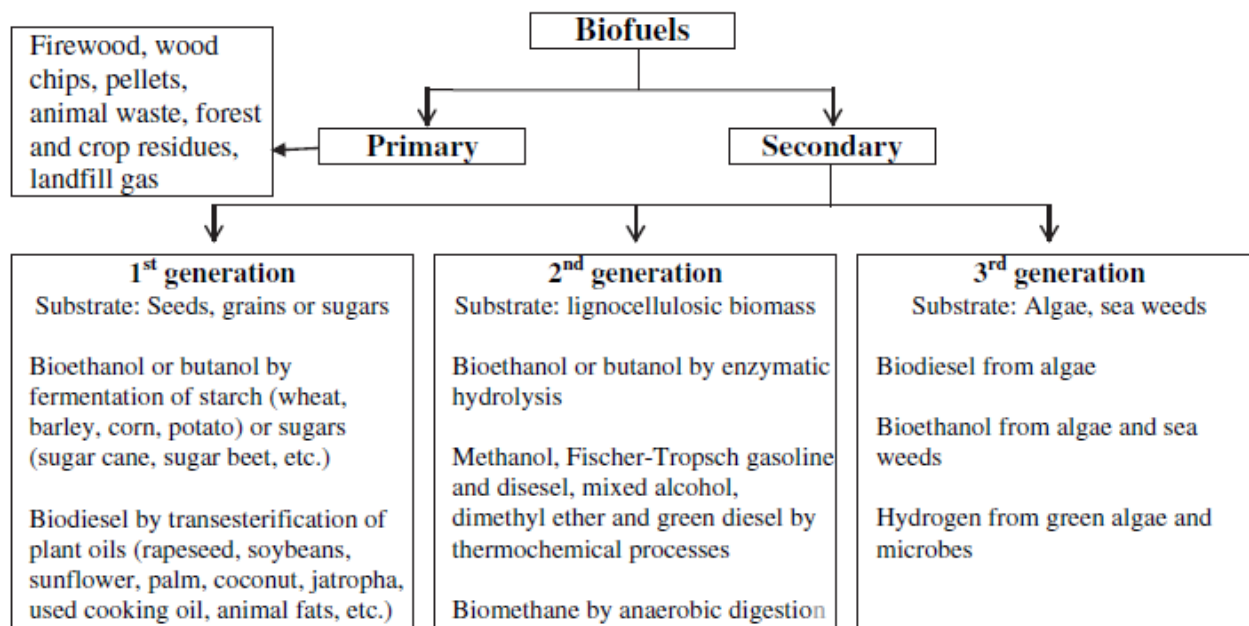 Biofuels
Firewood, wood
chips, pellets,
animal waste, forest
and crop residues,
landfill gas
Primary
Secondary
1st generation
Substrate: Seeds, grains or sugars
Bioethanol or butanol by
fermentation of starch (wheat,
barley, corn, potato) or sugars
(sugar cane, sugar beet, etc.)
Biodiesel by transesterification of
plant oils (rapeseed, soybeans,
sunflower, palm, coconut, jatropha,
used cooking oil, animal fats, etc.)
2nd generation
Substrate: lignocellulosic biomass
Bioethanol or butanol by enzymatic
hydrolysis
Methanol, Fischer-Tropsch gasoline
and disesel, mixed alcohol,
dimethyl ether and green diesel by
thermochemical processes
Biomethane by anaerobic digestion
3rd generation
Substrate: Algae, sea weeds
Biodiesel from algae
Bioethanol from algae and sea
weeds
Hydrogen from green algae and
microbes